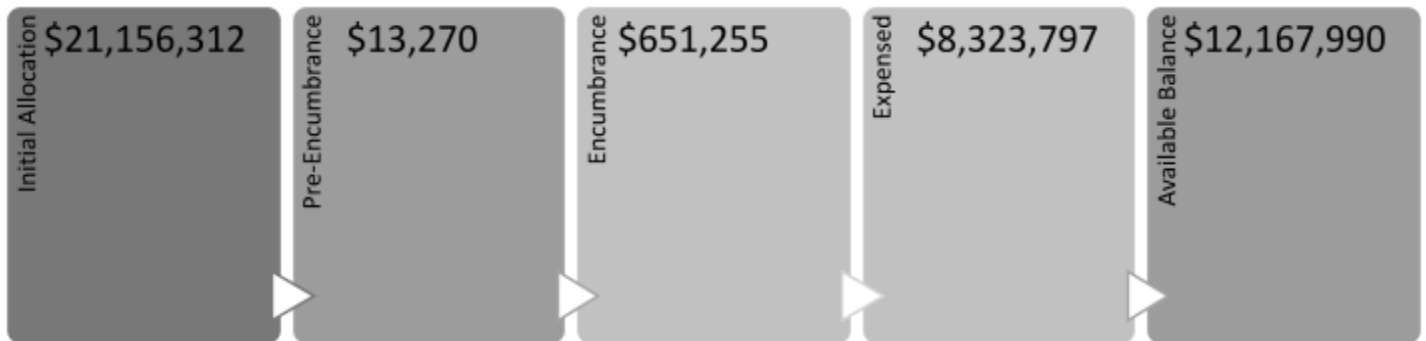 Initial Allocation
$21,156,312
Pre-Encumbrance
$13,270
Encumbrance
$651,255
Expensed
$8,323,797
Available Balance
$12,167,990